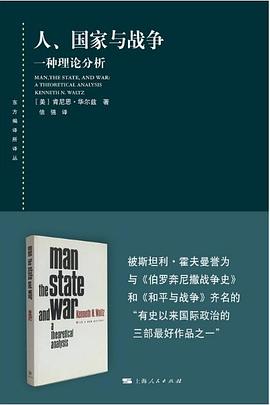 人、国家与战争
一种理论分析
MAN,THE STATE, AND WAR:
A THEORETICAL ANALYSIS
KENNETH N. WALTZ
［美］肯尼思·华尔兹 著
信强 译
东方编译所译丛
man
the state
and
war
Kenneth N. Waltz
a
theoretical
analysis
被斯坦利·霍夫曼誉为
与《伯罗奔尼撒战争史》
和《和平与战争》齐名的
“有史以来国际政治的
三部最好作品之一”
上海人民出版社